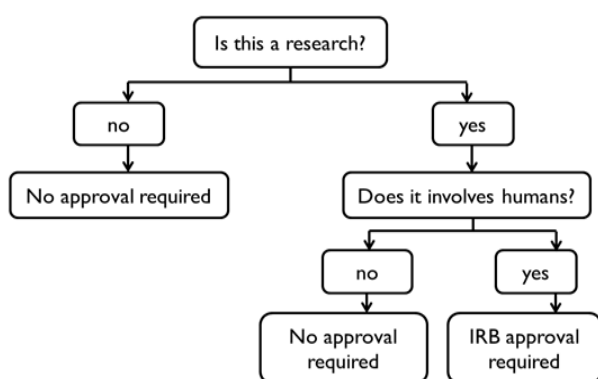 Is this a research?
no
yes
No approval required
Does it involves humans?
no
yes
No approval
required
IRB approval
required